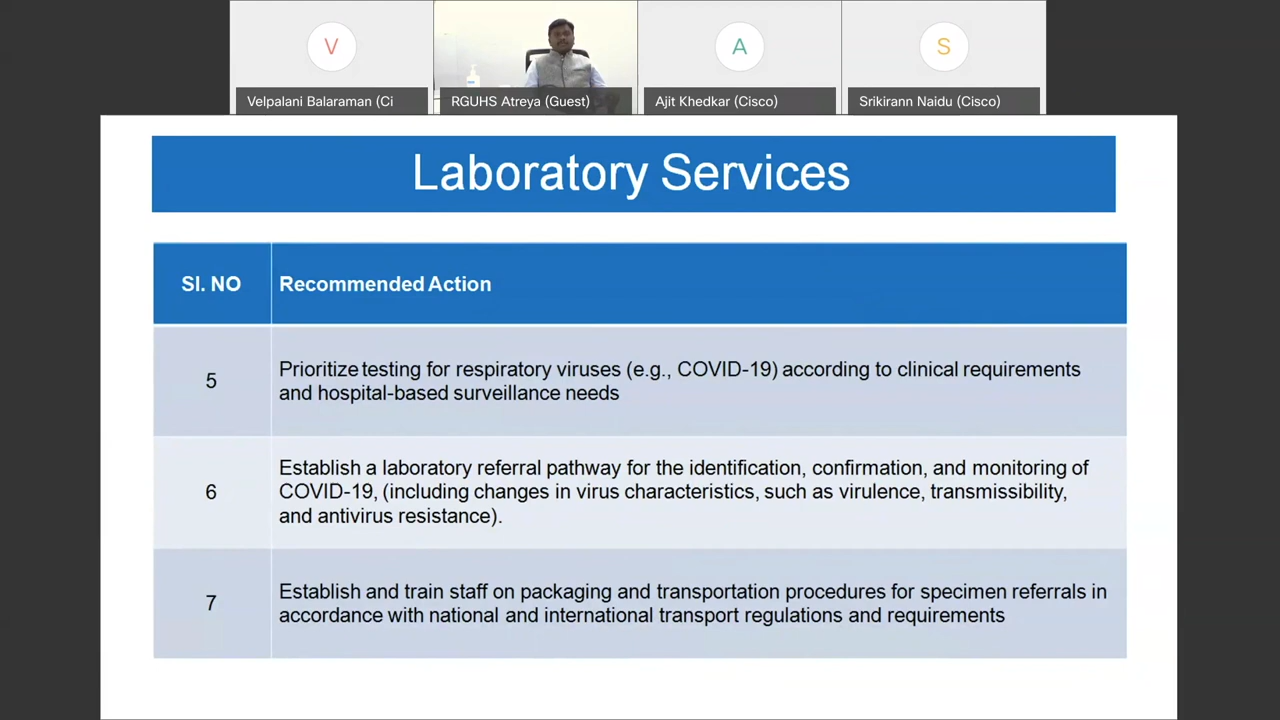 V
A
S
Velpalani Balaraman (Ci
RGUHS Atreya (Guest)
Ajit Khedkar (Cisco)
Srikirann Naidu (Cisco)
Laboratory Services
SI. NO
Recommended Action
5
Prioritize testing for respiratory viruses (e.g., COVID-19) according to clinical requirements
and hospital-based surveillance needs
6
Establish a laboratory referral pathway for the identification, confirmation, and monitoring of
COVID-19, (including changes in virus characteristics, such as virulence, transmissibility,
and antivirus resistance).
7
Establish and train staff on packaging and transportation procedures for specimen referrals in
accordance with national and international transport regulations and requirements